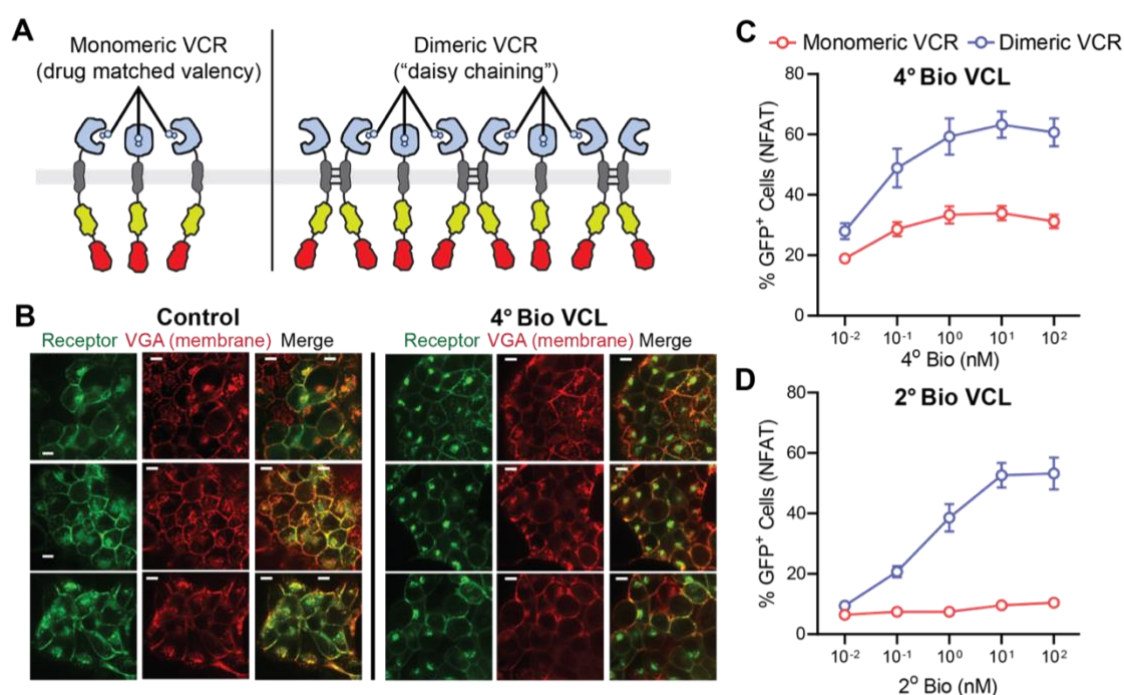 A
Monomeric VCR
(drug matched valency)
Dimeric VCR
(“daisy chaining”)
B
Control
Receptor VGA (membrane) Merge
4° Bio VCL
Receptor VGA (membrane) Merge
C
Monomeric VCR Dimeric VCR
4° Bio VCL
% GFP⁺ Cells (NFAT)
80
60
40
20
0
10⁻² 10⁻¹ 10⁰ 10¹ 10²
4° Bio (nM)
D
2° Bio VCL
% GFP⁺ Cells (NFAT)
80
60
40
20
0
10⁻² 10⁻¹ 10⁰ 10¹ 10²
2° Bio (nM)